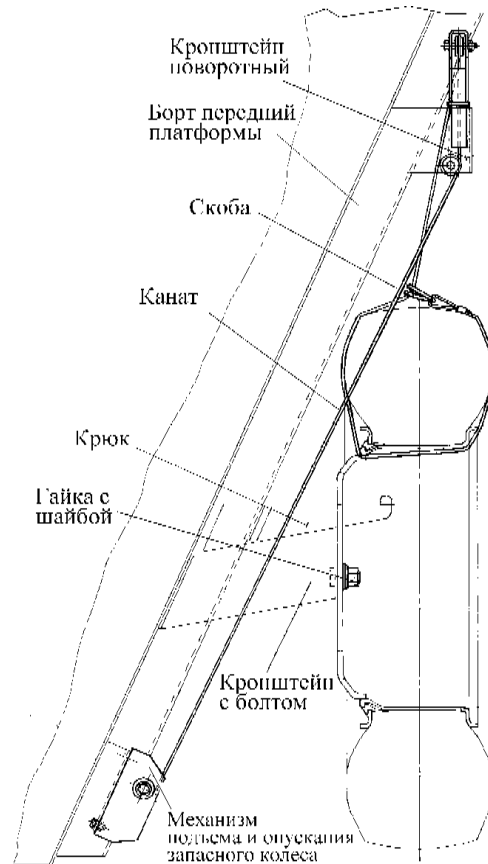 Кронштейн
поворотный
Борт передний
платформы
Скоба
Канат
Крюк
Гайка с
шайбой
Кронштейн
с болтом
Механизм
подъема и опускания
запасного колеса